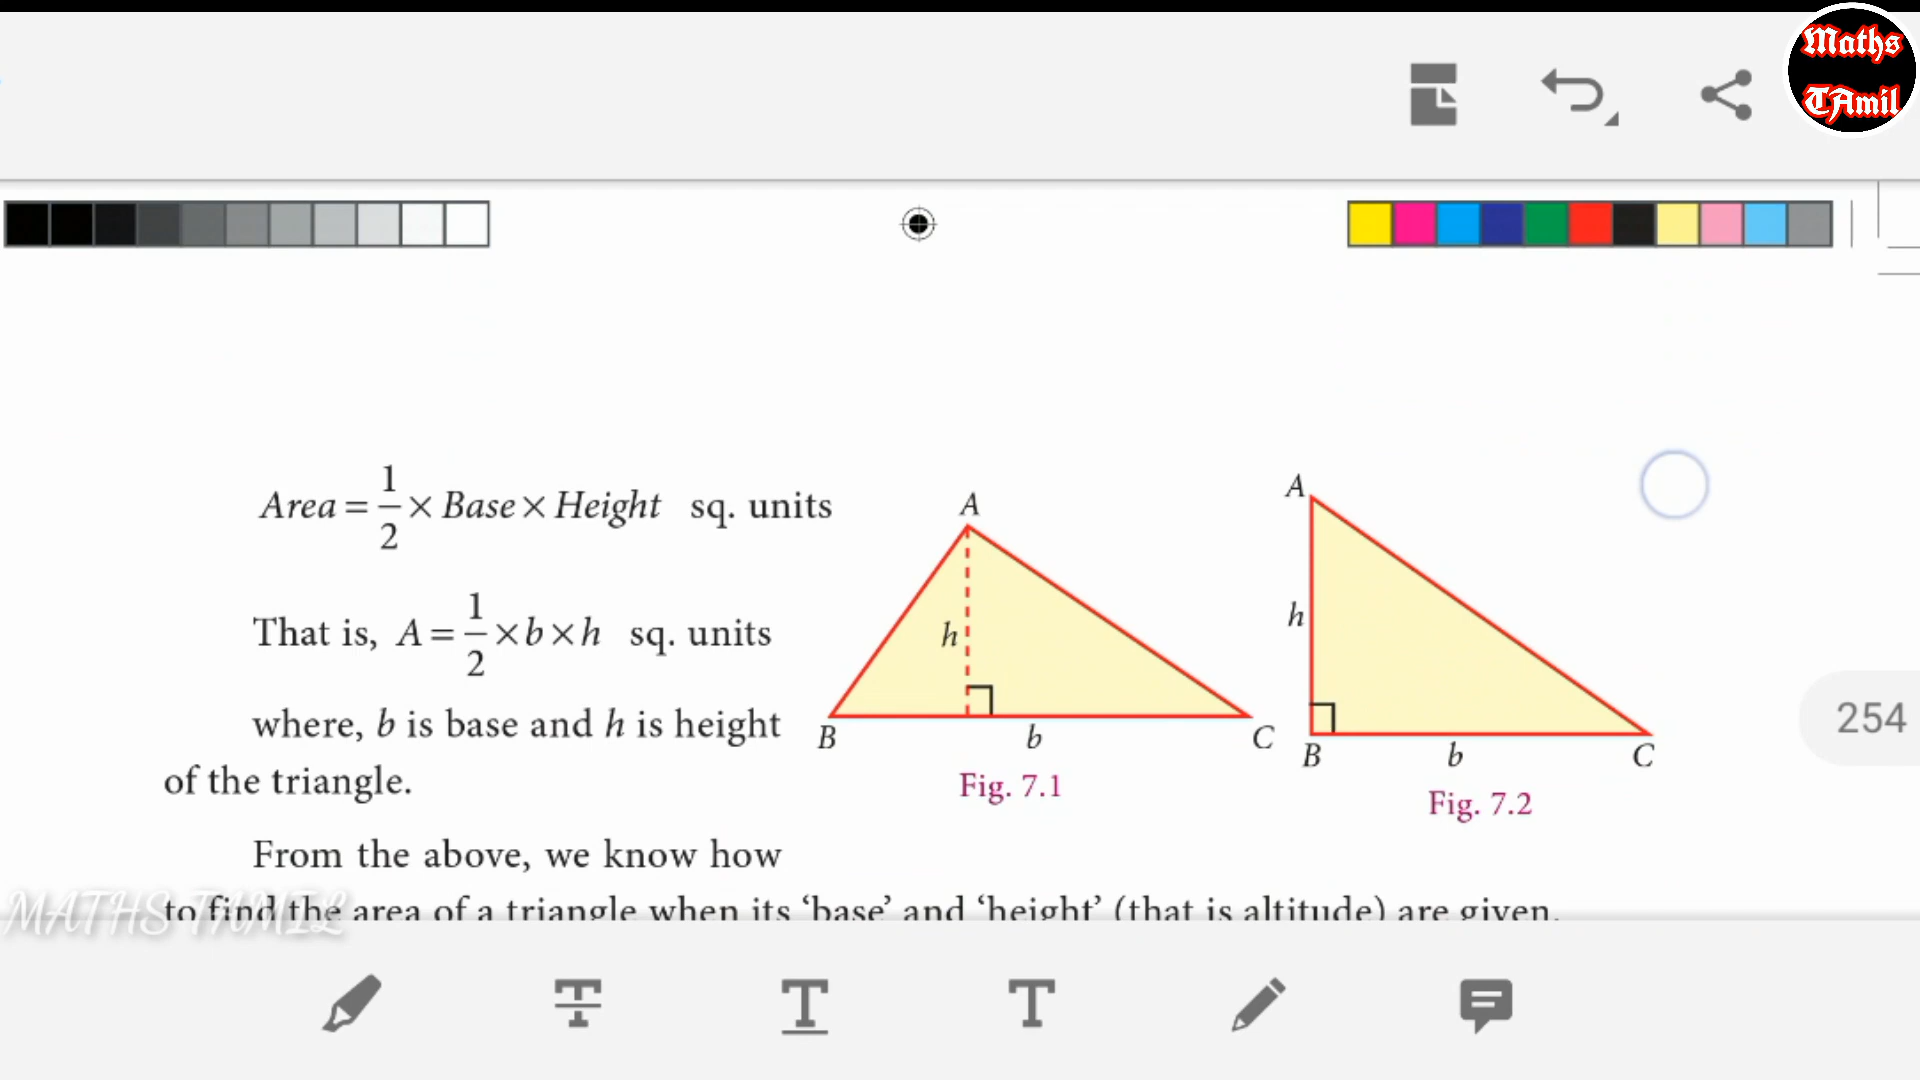 Maths
TAmil
Area = 1/2 × Base × Height sq. units
That is, A = 1/2 × b × h sq. units
where, b is base and h is height
of the triangle.
A
h
B
b
C
Fig. 7.1
A
h
B
b
C
Fig. 7.2
254
From the above, we know how
to find the area of a triangle when its ‘base’ and ‘height’ (that is altitude) are given.
MATHS TAMIL